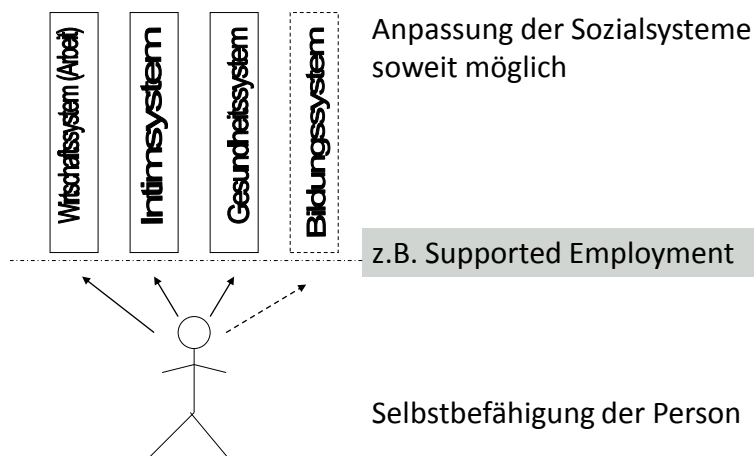 Wirtschaftssystem (Arbeit)
Intimsystem
Gesundheitssystem
Bildungssystem
Anpassung der Sozialsysteme
soweit möglich
z.B. Supported Employment
Selbstbefähigung der Person